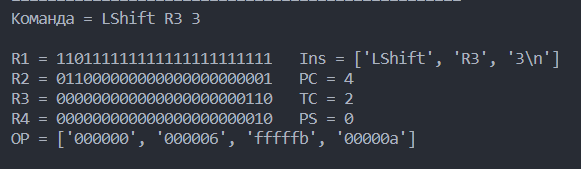 Команда = LShift R3 3
R1 = 110111111111111111111111   Ins = ['LShift', 'R3', '3\n']
R2 = 011000000000000000000001   PC = 4
R3 = 000000000000000000000110   TC = 2
R4 = 000000000000000000000010   PS = 0
OP = ['000000', '000006', 'fffffb', '00000a']